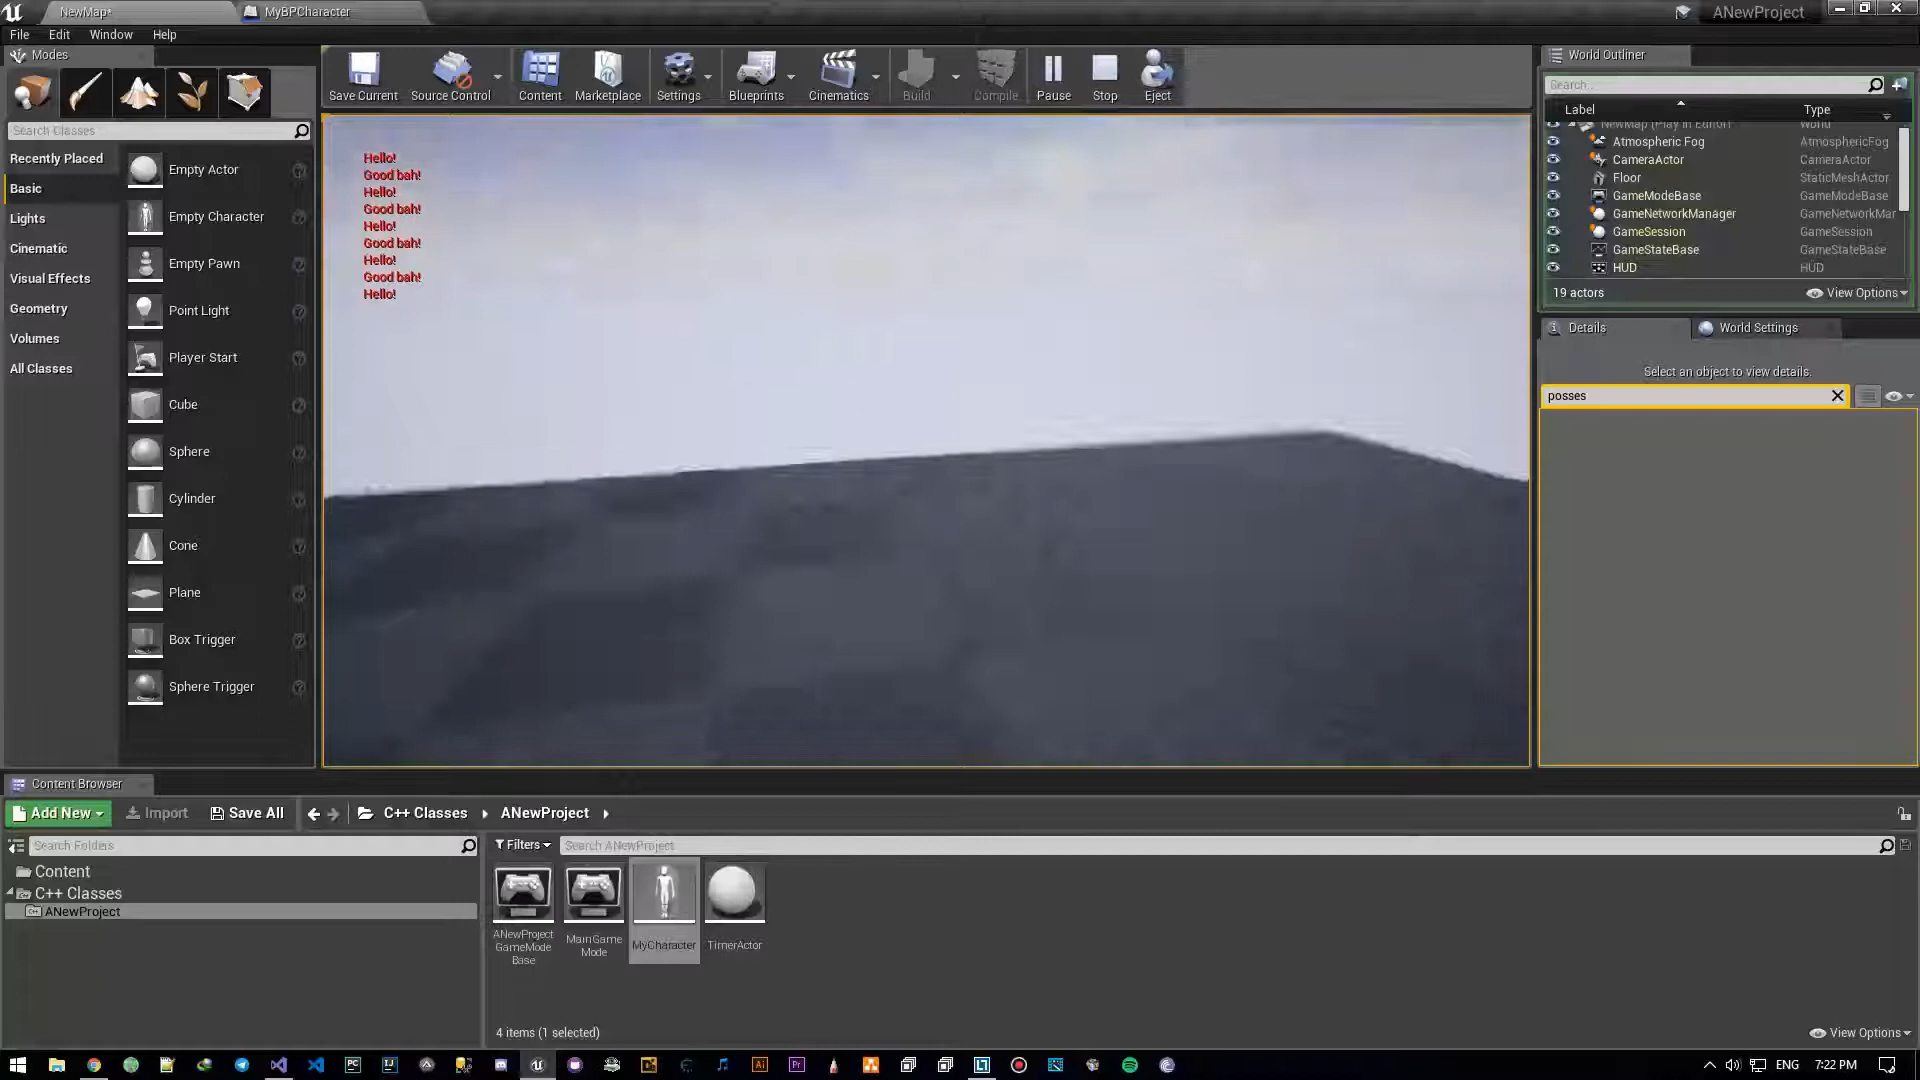 NewMap*
MyBPCharacter
ANewProject
File Edit Window Help
Modes
Save Current
Source Control
Content
Marketplace
Settings
Blueprints
Cinematics
Build
Compile
Pause
Stop
Eject
World Outliner
Search...
Label Type
NewMap (Play In Editor) World
Atmospheric Fog AtmosphericFog
CameraActor CameraActor
Floor StaticMeshActor
GameModeBase GameModeBase
GameNetworkManager GameNetworkMar
GameSession GameSession
GameStateBase GameStateBase
HUD HUD
19 actors
View Options
Search Classes
Recently Placed
Basic
Lights
Cinematic
Visual Effects
Geometry
Volumes
All Classes
Empty Actor
Empty Character
Empty Pawn
Point Light
Player Start
Cube
Sphere
Cylinder
Cone
Plane
Box Trigger
Sphere Trigger
Hello!
Good bah!
Hello!
Good bah!
Hello!
Good bah!
Hello!
Good bah!
Hello!
Details
World Settings
Select an object to view details.
posses
Content Browser
Add New
Import
Save All
C++ Classes
ANewProject
Search Folders
Filters
Search ANewProject
Content
C++ Classes
ANewProject
ANewProject
GameMode
Base
MainGame
Mode
MyCharacter
TimerActor
4 items (1 selected)
View Options
ENG
7:22 PM